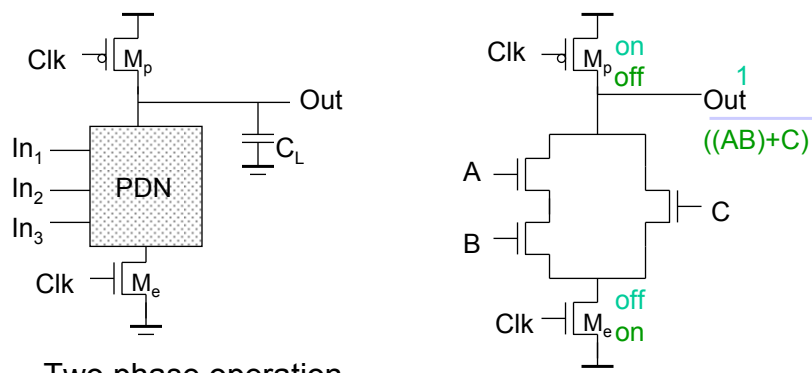 Clk
Mp
Out
CL
In1
In2
In3
PDN
Clk
Me
Clk
Mp
on
off
1
Out
((AB)+C)
A
B
C
off
Clk
Me
on
Two phase operation